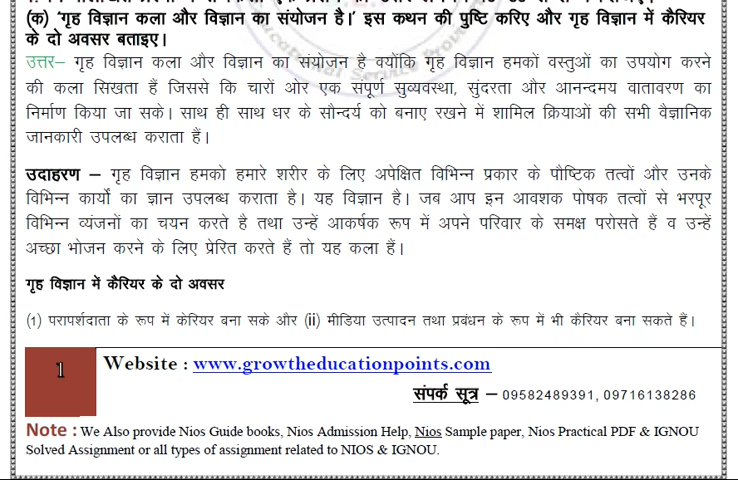 (क) 'गृह विज्ञान कला और विज्ञान का संयोजन है।' इस कथन की पुष्टि करिए और गृह विज्ञान में कैरियर
के दो अवसर बताइए।
उत्तर– गृह विज्ञान कला और विज्ञान का संयोजन है क्योंकि गृह विज्ञान हमकों वस्तुओं का उपयोग करने
की कला सिखता हैं जिससे कि चारों ओर एक संपूर्ण सुव्यवस्था, सुंदरता और आनन्दमय वातावरण का
निर्माण किया जा सके। साथ ही साथ धर के सौन्दर्य को बनाए रखने में शामिल क्रियाओं की सभी वैज्ञानिक
जानकारी उपलब्ध कराता हैं।
उदाहरण – गृह विज्ञान हमको हमारे शरीर के लिए अपेक्षित विभिन्न प्रकार के पौष्टिक तत्वों और उनके
विभिन्न कार्यो का ज्ञान उपलब्ध कराता है। यह विज्ञान है। जब आप इन आवशक पोषक तत्वों से भरपूर
विभिन्न व्यंजनों का चयन करते है तथा उन्हें आकर्षक रूप में अपने परिवार के समक्ष परोसते हैं व उन्हें
अच्छा भोजन करने के लिए प्रेरित करते हैं तो यह कला हैं।
गृह विज्ञान में कैरियर के दो अवसर
(1) परापर्शदाता के रूप में केरियर बना सके और (ii) मीडिया उत्पादन तथा प्रबंधन के रूप में भी कैरियर बना सकते हैं।
1 Website : www.growtheducationpoints.com
संपर्क सूत्र – 09582489391, 09716138286
Note : We Also provide Nios Guide books, Nios Admission Help, Nios Sample paper, Nios Practical PDF & IGNOU
Solved Assignment or all types of assignment related to NIOS & IGNOU.